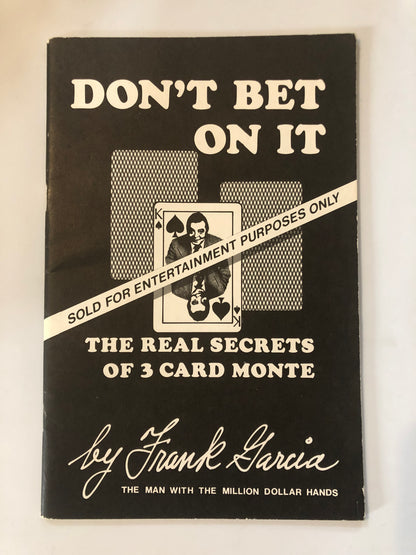 DON'T BET
ON IT
K
SOLD FOR ENTERTAINMENT PURPOSES ONLY
K
THE REAL SECRETS
OF 3 CARD MONTE
by Frank Garcia
THE MAN WITH THE MILLION DOLLAR HANDS